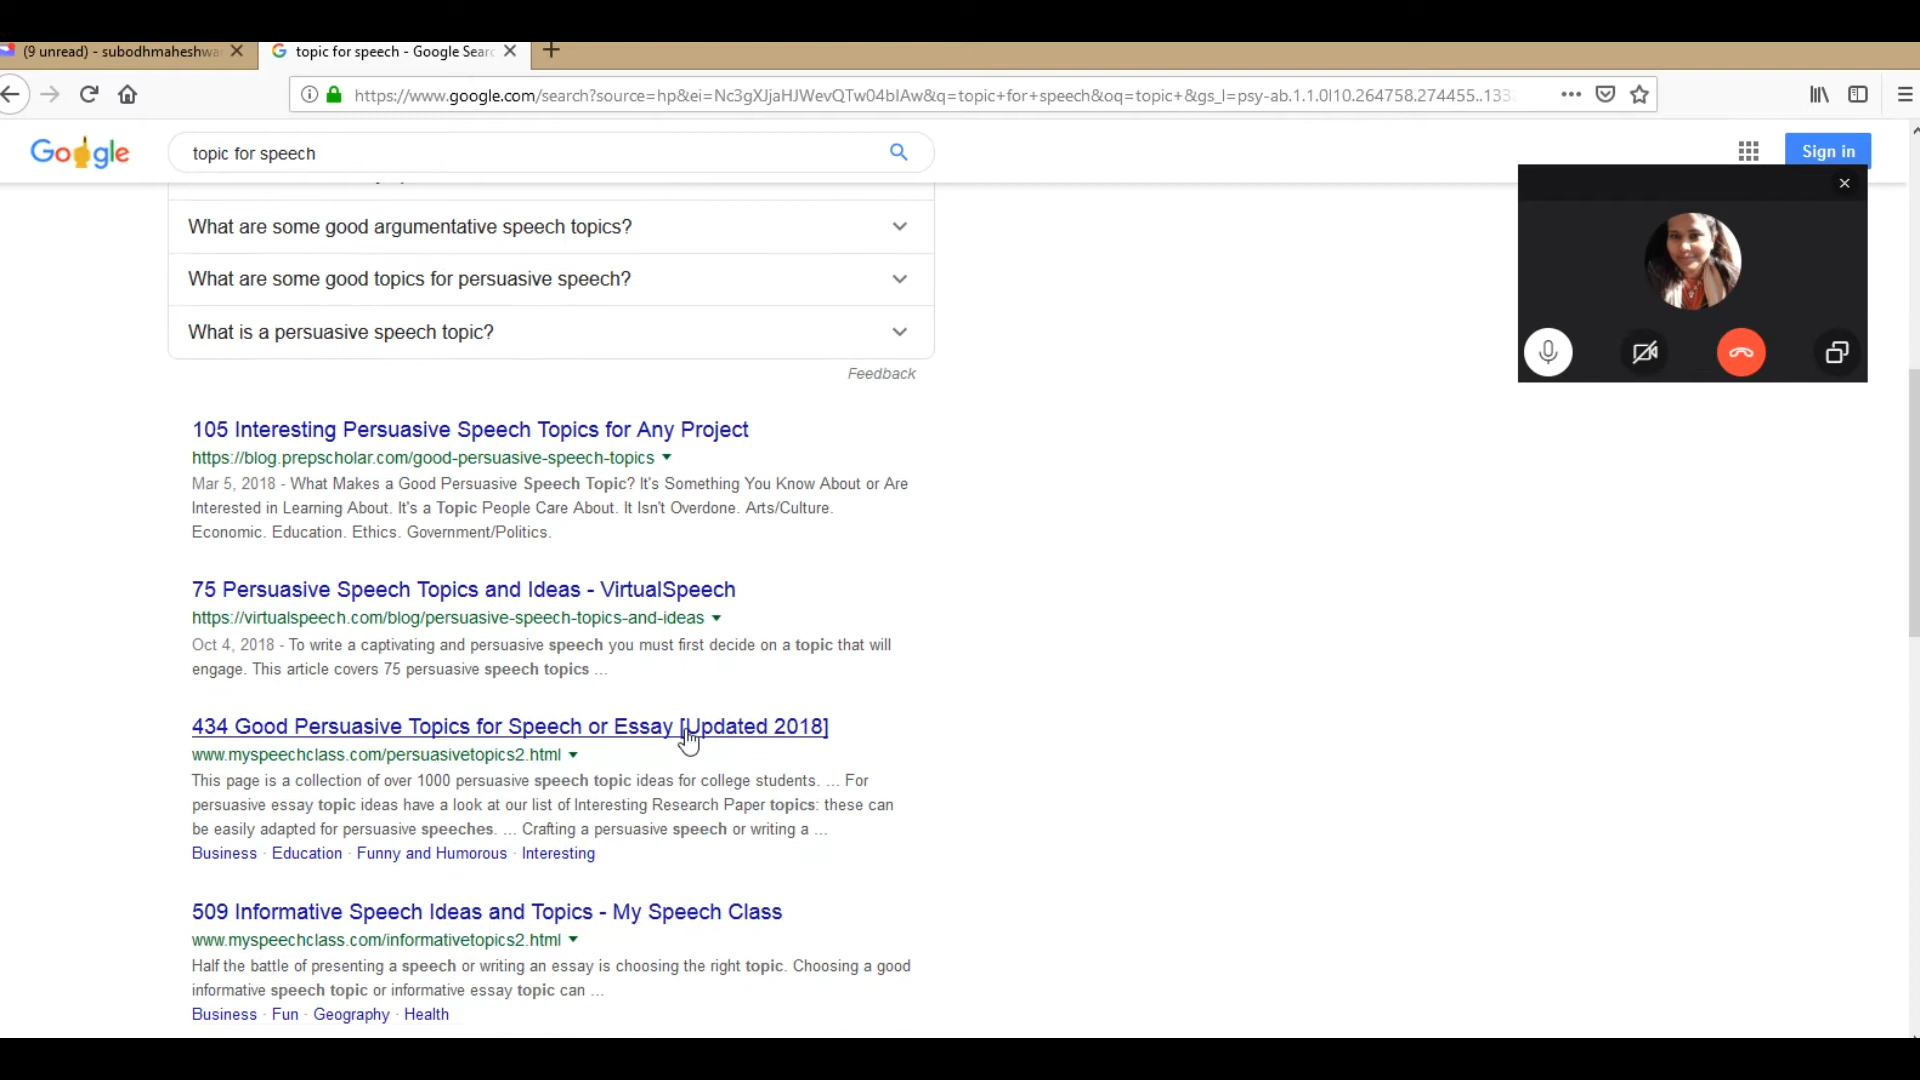 (9 unread) - subodhmaheshwa
topic for speech - Google Sear
https://www.google.com/search?source=hp&ei=Nc3gXJjaHJWevQTw04bIAw&q=topic+for+speech&oq=topic+&gs_l=psy-ab.1.1.0l10.264758.274455..133
Google
topic for speech
Sign in
What are some good argumentative speech topics?
What are some good topics for persuasive speech?
What is a persuasive speech topic?
Feedback
105 Interesting Persuasive Speech Topics for Any Project
https://blog.prepscholar.com/good-persuasive-speech-topics
Mar 5, 2018 - What Makes a Good Persuasive Speech Topic? It's Something You Know About or Are
Interested in Learning About. It's a Topic People Care About. It Isn't Overdone. Arts/Culture.
Economic. Education. Ethics. Government/Politics.
75 Persuasive Speech Topics and Ideas - VirtualSpeech
https://virtualspeech.com/blog/persuasive-speech-topics-and-ideas
Oct 4, 2018 - To write a captivating and persuasive speech you must first decide on a topic that will
engage. This article covers 75 persuasive speech topics ...
434 Good Persuasive Topics for Speech or Essay [Updated 2018]
www.myspeechclass.com/persuasivetopics2.html
This page is a collection of over 1000 persuasive speech topic ideas for college students. ... For
persuasive essay topic ideas have a look at our list of Interesting Research Paper topics: these can
be easily adapted for persuasive speeches. ... Crafting a persuasive speech or writing a ...
Business · Education · Funny and Humorous · Interesting
509 Informative Speech Ideas and Topics - My Speech Class
www.myspeechclass.com/informativetopics2.html
Half the battle of presenting a speech or writing an essay is choosing the right topic. Choosing a good
informative speech topic or informative essay topic can ...
Business · Fun · Geography · Health